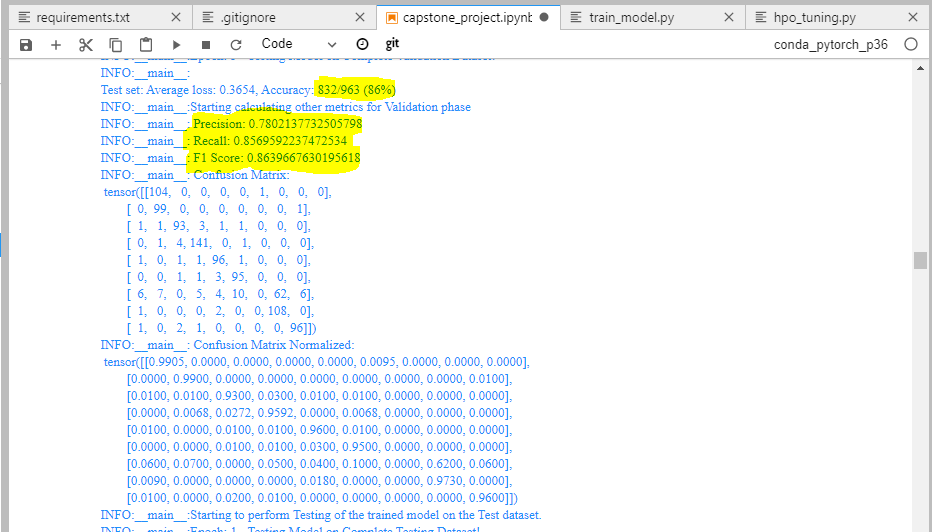 requirements.txt
.gitignore
capstone_project.ipynb
train_model.py
hpo_tuning.py
Code
git
conda_pytorch_p36
INFO:__main__:
Test set: Average loss: 0.3654, Accuracy: 832/963 (86%)
INFO:__main__:Starting calculating other metrics for Validation phase
INFO:__main__: Precision: 0.7802137732505798
INFO:__main__: Recall: 0.8569592237472534
INFO:__main__: F1 Score: 0.8639667630195618
INFO:__main__: Confusion Matrix:
tensor([[104, 0, 0, 0, 0, 1, 0, 0, 0],
[ 0, 99, 0, 0, 0, 0, 0, 0, 1],
[ 1, 1, 93, 3, 1, 1, 0, 0, 0],
[ 0, 1, 4, 141, 0, 1, 0, 0, 0],
[ 1, 0, 1, 1, 96, 1, 0, 0, 0],
[ 0, 0, 1, 1, 3, 95, 0, 0, 0],
[ 6, 7, 0, 5, 4, 10, 0, 62, 6],
[ 1, 0, 0, 0, 2, 0, 0, 108, 0],
[ 1, 0, 2, 1, 0, 0, 0, 0, 96]])
INFO:__main__: Confusion Matrix Normalized:
tensor([[0.9905, 0.0000, 0.0000, 0.0000, 0.0000, 0.0095, 0.0000, 0.0000, 0.0000],
[0.0000, 0.9900, 0.0000, 0.0000, 0.0000, 0.0000, 0.0000, 0.0000, 0.0100],
[0.0100, 0.0100, 0.9300, 0.0300, 0.0100, 0.0100, 0.0000, 0.0000, 0.0000],
[0.0000, 0.0068, 0.0272, 0.9592, 0.0000, 0.0068, 0.0000, 0.0000, 0.0000],
[0.0100, 0.0000, 0.0100, 0.0100, 0.9600, 0.0100, 0.0000, 0.0000, 0.0000],
[0.0000, 0.0000, 0.0100, 0.0100, 0.0300, 0.9500, 0.0000, 0.0000, 0.0000],
[0.0600, 0.0700, 0.0000, 0.0500, 0.0400, 0.1000, 0.0000, 0.6200, 0.0600],
[0.0090, 0.0000, 0.0000, 0.0000, 0.0180, 0.0000, 0.0000, 0.9730, 0.0000],
[0.0100, 0.0000, 0.0200, 0.0100, 0.0000, 0.0000, 0.0000, 0.0000, 0.9600]])
INFO:__main__:Starting to perform Testing of the trained model on the Test dataset.
INFO:__main__:Epoch: 1 - Testing Model on Complete Testing Dataset!